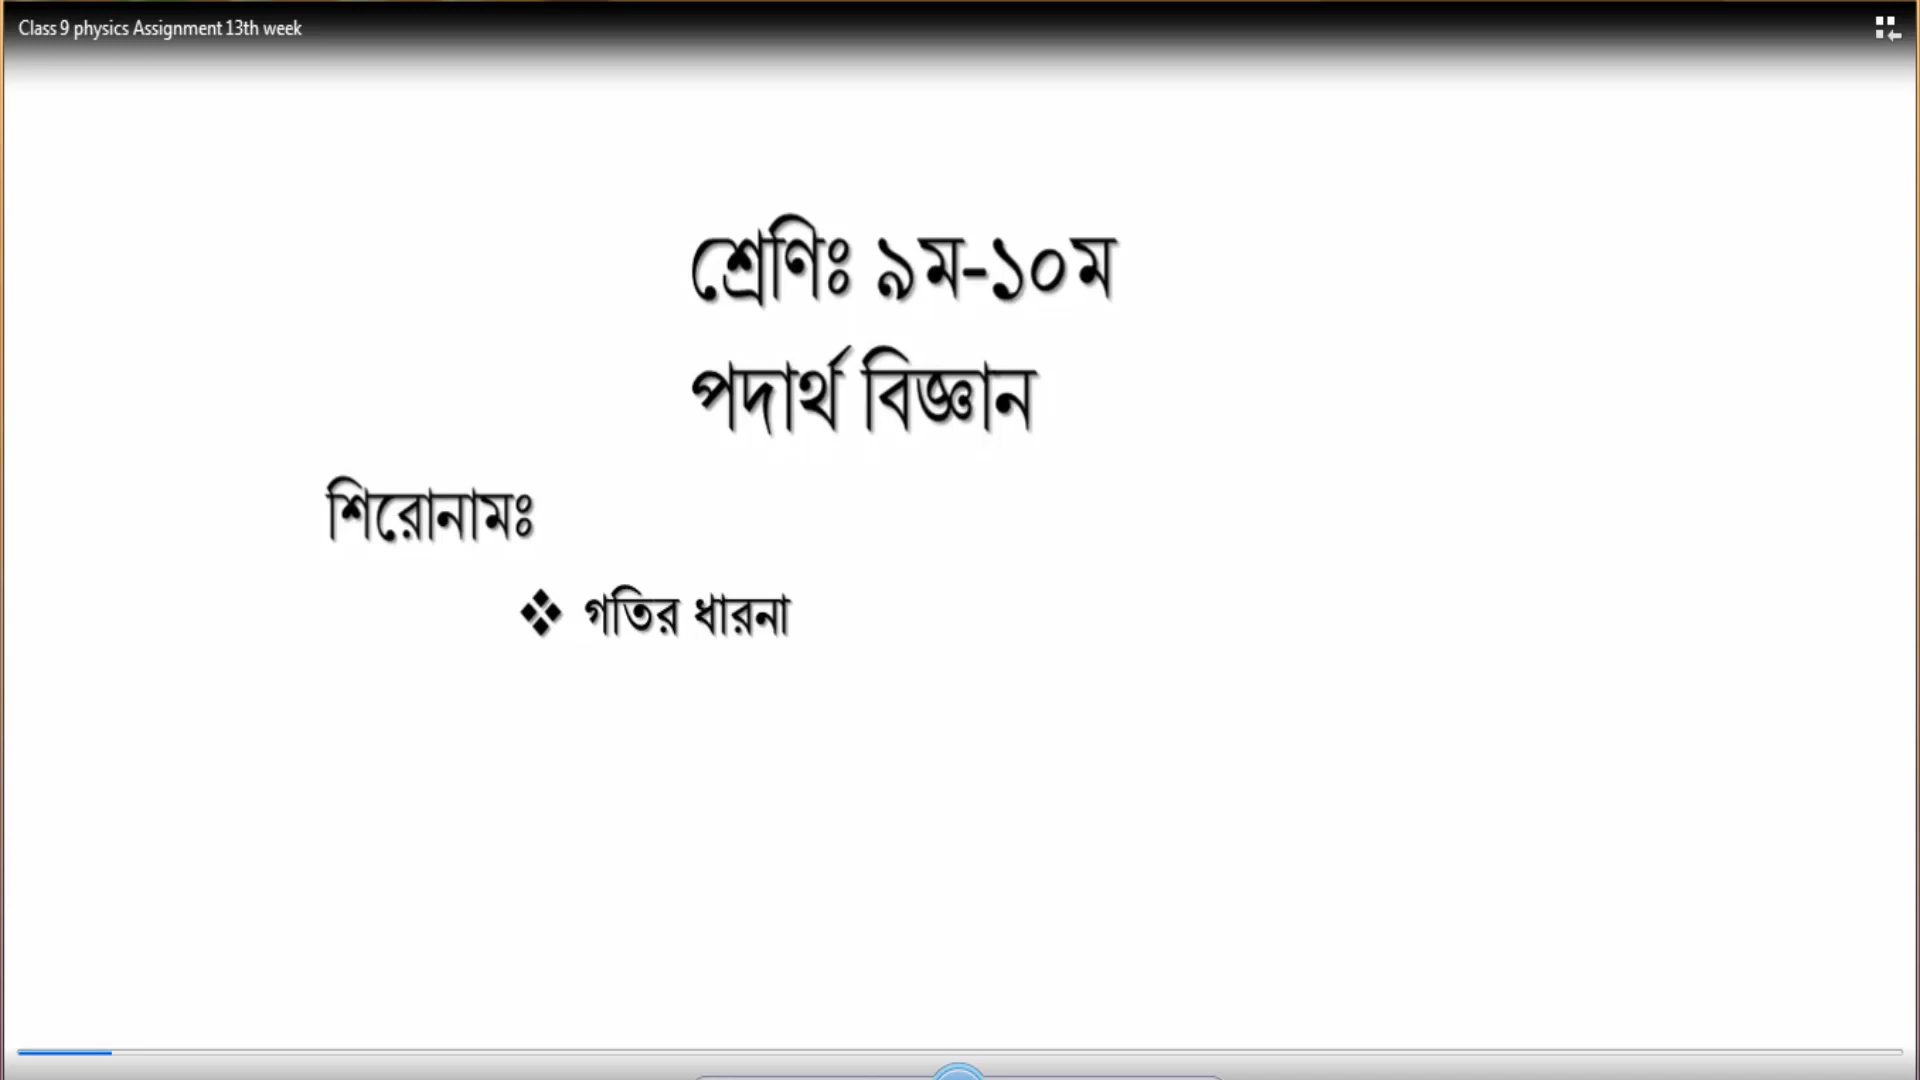 Class 9 physics Assignment 13th week
শ্রেণিঃ ৯ম-১০ম
পদার্থ বিজ্ঞান
শিরোনামঃ
❖ গতির ধারনা